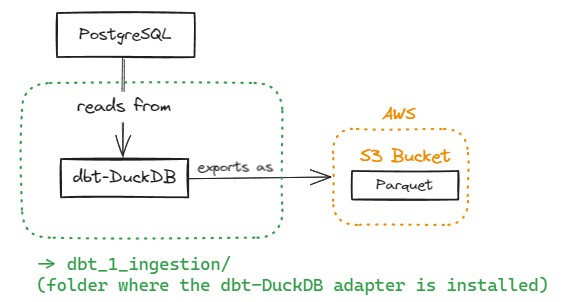 PostgreSQL
reads from
AWS
S3 Bucket
dbt-DuckDB
exports as
Parquet
→ dbt_1_ingestion/
(folder where the dbt-DuckDB adapter is installed)